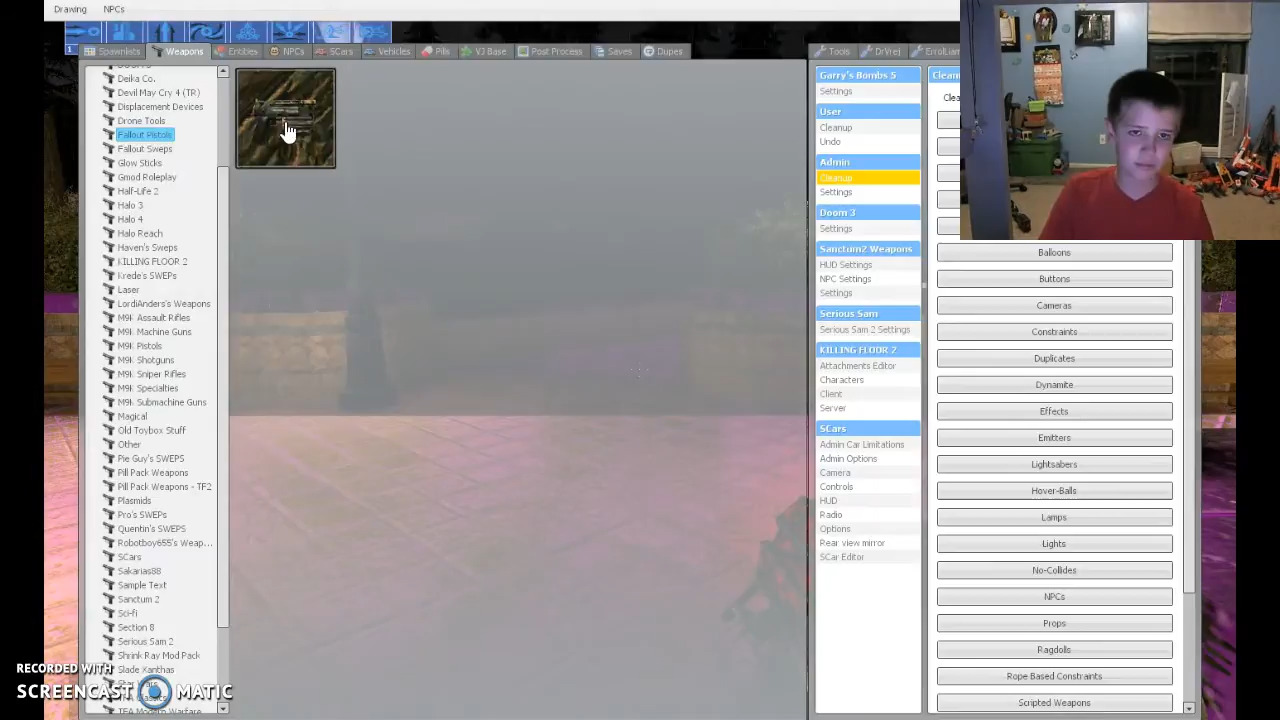 Drawing NPCs
1
Spawnlists Weapons Entities NPCs SCars Vehicles Pills VJ Base Post Process Saves Dupes
Tools DrVrej
Deika Co.
Devil May Cry 4 (TR)
Displacement Devices
Drone Tools
Fallout Pistols
Fallout Sweps
Glow Sticks
Gmod Roleplay
Half-Life 2
Halo 3
Halo 4
Halo Reach
Haven's Sweps
KILLING FLOOR 2
Krede's SWEPs
Laser
LordiAnders's Weapons
M9K Assault Rifles
M9K Machine Guns
M9K Pistols
M9K Shotguns
M9K Sniper Rifles
M9K Specialties
M9K Submachine Guns
Magical
Old Toybox Stuff
Other
Pie Guy's SWEPS
Pill Pack Weapons
Pill Pack Weapons - TF2
Plasmids
Pro's SWEPs
Quentin's SWEPS
Robotboy655's Weap...
SCars
Sakarias88
Sample Text
Sanctum 2
Sci-fi
Section 8
Serious Sam 2
Shrink Ray Mod Pack
Slade Xanthas
Garry's Bombs 5
Settings
User
Cleanup
Undo
Admin
Cleanup
Settings
Doom 3
Settings
Sanctum2 Weapons
HUD Settings
NPC Settings
Settings
Serious Sam
Serious Sam 2 Settings
KILLING FLOOR 2
Attachments Editor
Characters
Client
Server
SCars
Admin Car Limitations
Admin Options
Camera
Controls
HUD
Radio
Options
Rear view mirror
SCar Editor
Balloons
Buttons
Cameras
Constraints
Duplicates
Dynamite
Effects
Emitters
Lightsabers
Hover-Balls
Lamps
Lights
No-Collides
NPCs
Props
Ragdolls
Rope Based Constraints
Scripted Weapons
RECORDED WITH
SCREENCAST MATIC